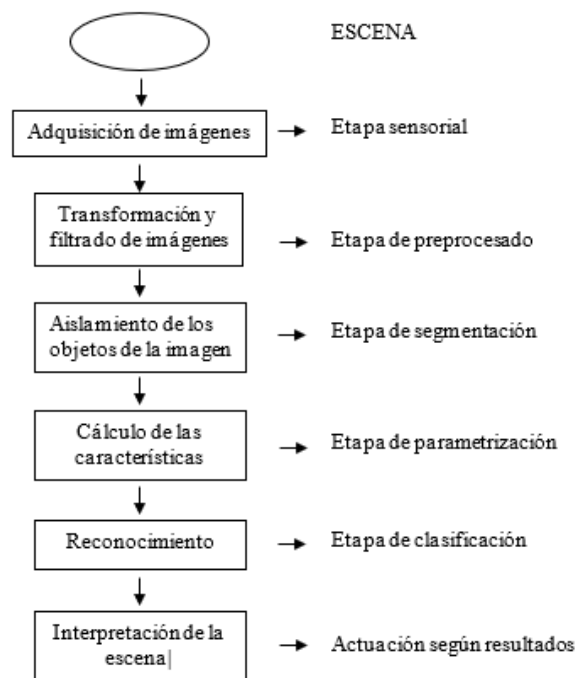 ESCENA
Adquisición de imágenes
Etapa sensorial
Transformación y
filtrado de imágenes
Etapa de preprocesado
Aislamiento de los
objetos de la imagen
Etapa de segmentación
Cálculo de las
características
Etapa de parametrización
Reconocimiento
Etapa de clasificación
Interpretación de la
escena
Actuación según resultados